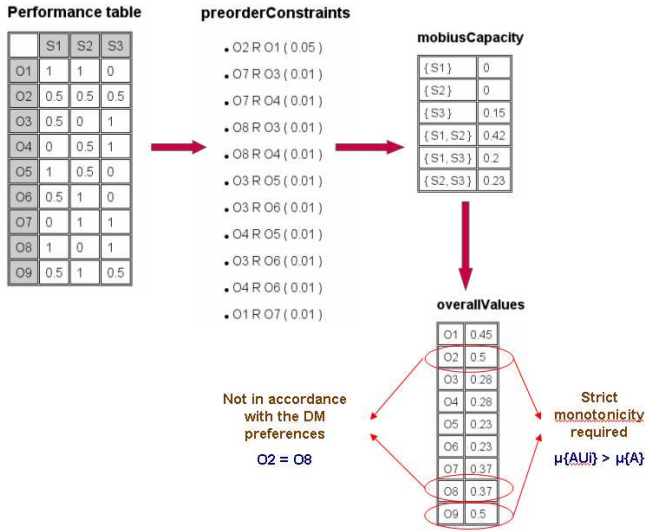 Performance table
S1 S2 S3
O1 1 1 0
O2 0.5 0.5 0.5
O3 0.5 0 1
O4 0 0.5 1
O5 1 0.5 0
O6 0.5 1 0
O7 0 1 1
O8 1 0 1
O9 0.5 1 0.5
preorderConstraints
• O2 R O1 ( 0.05 )
• O7 R O3 ( 0.01 )
• O7 R O4 ( 0.01 )
• O8 R O3 ( 0.01 )
• O8 R O4 ( 0.01 )
• O3 R O5 ( 0.01 )
• O3 R O6 ( 0.01 )
• O4 R O5 ( 0.01 )
• O3 R O6 ( 0.01 )
• O4 R O6 ( 0.01 )
• O1 R O7 ( 0.01 )
mobiusCapacity
{S1} 0
{S2} 0
{S3} 0.15
{S1,S2} 0.42
{S1,S3} 0.2
{S2,S3} 0.23
overallValues
O1 0.45
O2 0.5
O3 0.28
O4 0.28
O5 0.23
O6 0.23
O7 0.37
O8 0.37
O9 0.5
Not in accordance
with the DM
preferences
O2 = O8
Strict
monotonicity
required
µ{AUi} > µ{A}